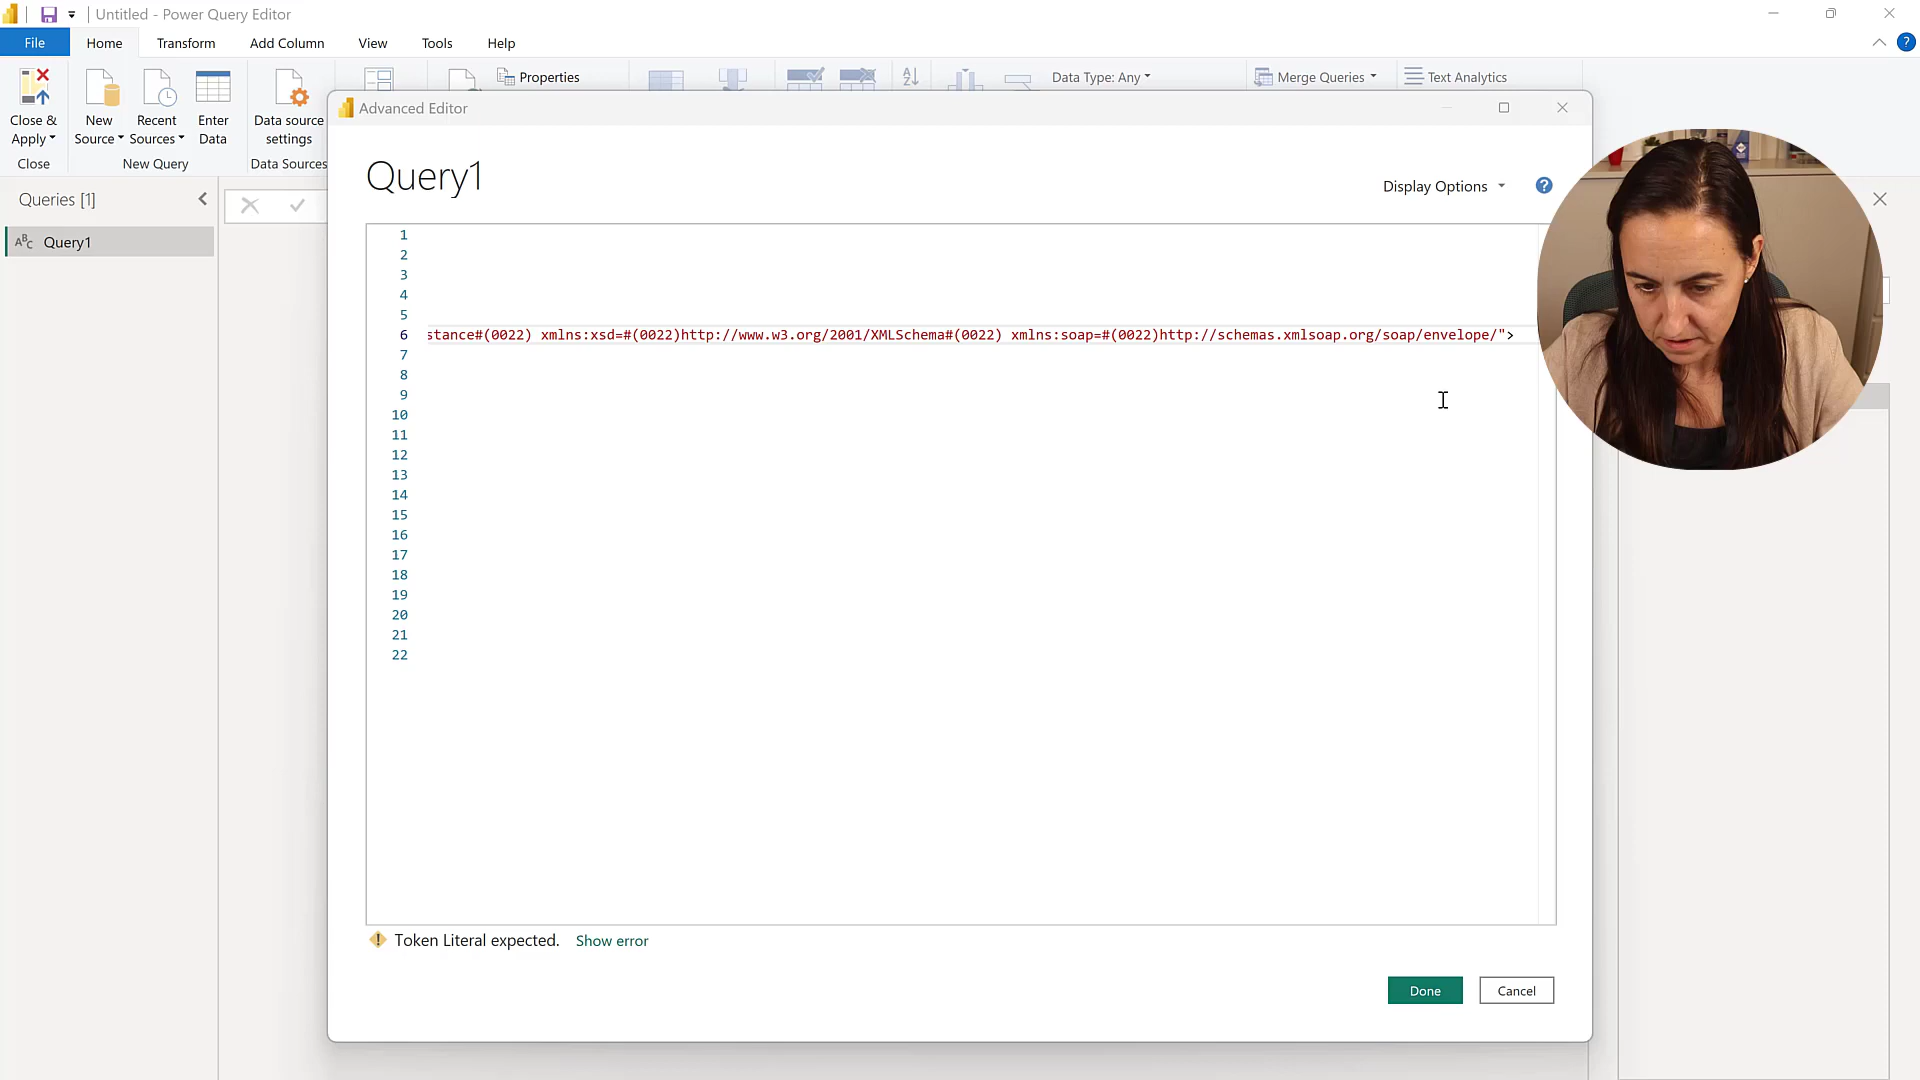 Untitled - Power Query Editor
File Home Transform Add Column View Tools Help
Properties Data Type: Any Merge Queries Text Analytics
Close & Apply New Source Recent Sources Enter Data Data source settings
Close New Query Data Sources
Advanced Editor
Queries [1]
Query1
Query1
Display Options
1
2
3
4
5
6 stance#(0022) xmlns:xsd=#(0022)http://www.w3.org/2001/XMLSchema#(0022) xmlns:soap=#(0022)http://schemas.xmlsoap.org/soap/envelope/">
7
8
9
10
11
12
13
14
15
16
17
18
19
20
21
22
Token Literal expected. Show error
Done Cancel